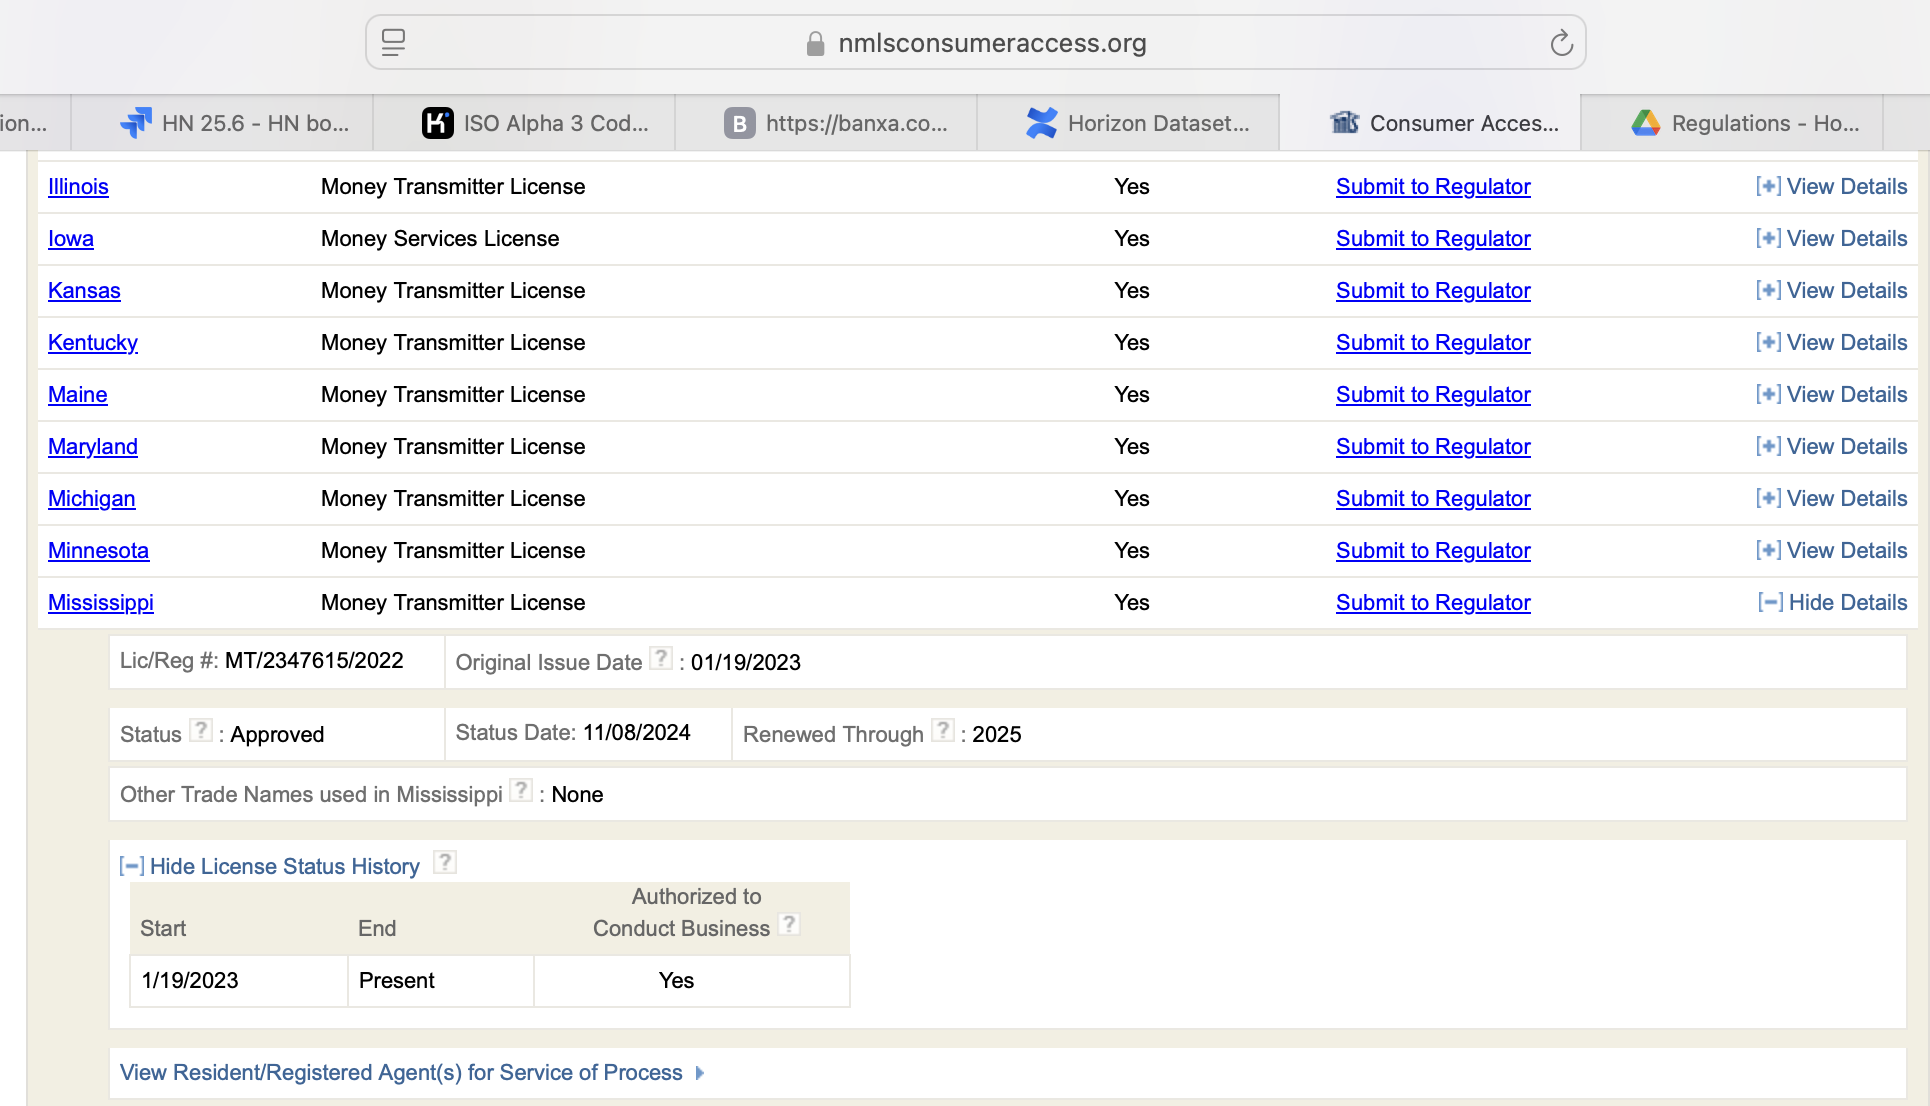 nmlsconsumeraccess.org
ion...
HN 25.6 - HN bo...
ISO Alpha 3 Cod...
B https://banxa.co...
Horizon Dataset...
Consumer Acces...
Regulations - Ho...
Illinois Money Transmitter License Yes Submit to Regulator [+] View Details
Iowa Money Services License Yes Submit to Regulator [+] View Details
Kansas Money Transmitter License Yes Submit to Regulator [+] View Details
Kentucky Money Transmitter License Yes Submit to Regulator [+] View Details
Maine Money Transmitter License Yes Submit to Regulator [+] View Details
Maryland Money Transmitter License Yes Submit to Regulator [+] View Details
Michigan Money Transmitter License Yes Submit to Regulator [+] View Details
Minnesota Money Transmitter License Yes Submit to Regulator [+] View Details
Mississippi Money Transmitter License Yes Submit to Regulator [−] Hide Details
Lic/Reg #: MT/2347615/2022 Original Issue Date ? : 01/19/2023
Status ? : Approved Status Date: 11/08/2024 Renewed Through ? : 2025
Other Trade Names used in Mississippi ? : None
[−] Hide License Status History ?
Start End Authorized to
Conduct Business ?
1/19/2023 Present Yes
View Resident/Registered Agent(s) for Service of Process